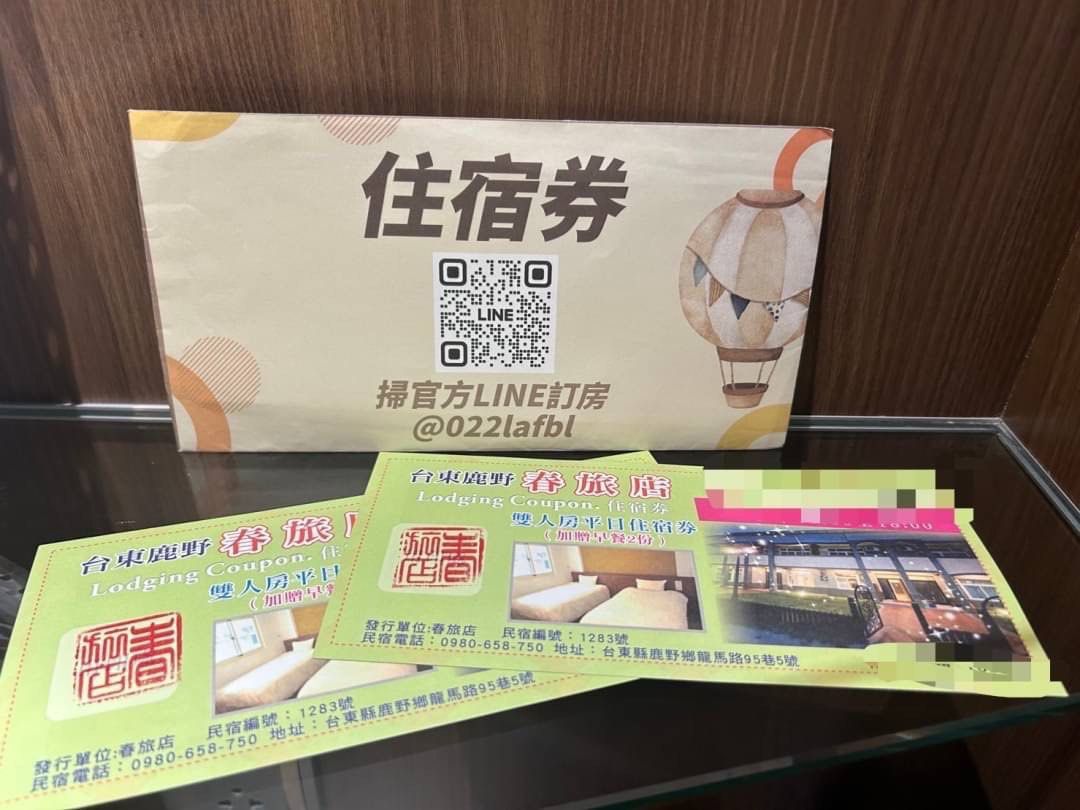 住宿券
LINE
掃官方LINE訂房
@022lafbl
台東鹿野 春旅店
Lodging Coupon. 住宿券
雙人房平日住宿券
(加贈早餐2份)
春旅店
發行單位:春旅店 民宿編號：1283號
民宿電話：0980-658-750 地址：台東縣鹿野鄉龍馬路95巷5號
台東鹿野 春旅
Lodging Coupon. 住
雙人房平日
(加贈早餐
春旅店
發行單位:春旅店 民宿編號：1283號
民宿電話：0980-658-750 地址：台東縣鹿野鄉龍馬路95巷5號